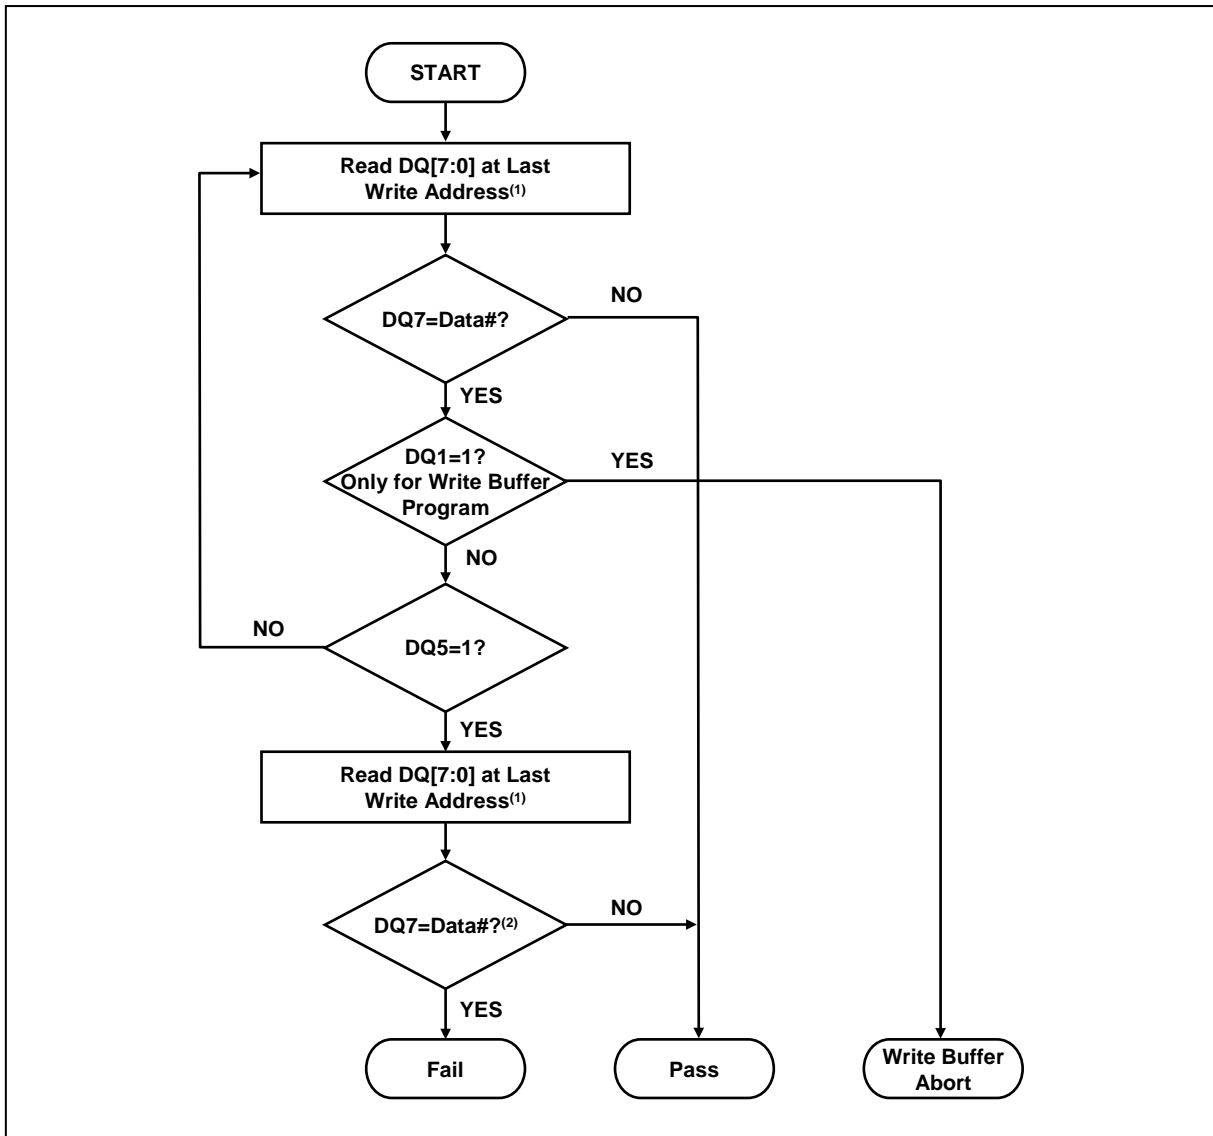 START
Read DQ[7:0] at Last
Write Address(1)
DQ7=Data#?
NO
YES
DQ1=1?
Only for Write Buffer
Program
YES
NO
DQ5=1?
NO
YES
Read DQ[7:0] at Last
Write Address(1)
DQ7=Data#?(2)
NO
YES
Fail
Pass
Write Buffer
Abort